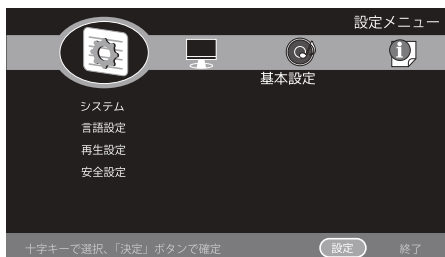 設定メニュー
基本設定
システム
言語設定
再生設定
安全設定
十字キーで選択、「決定」ボタンで確定
設定 終了